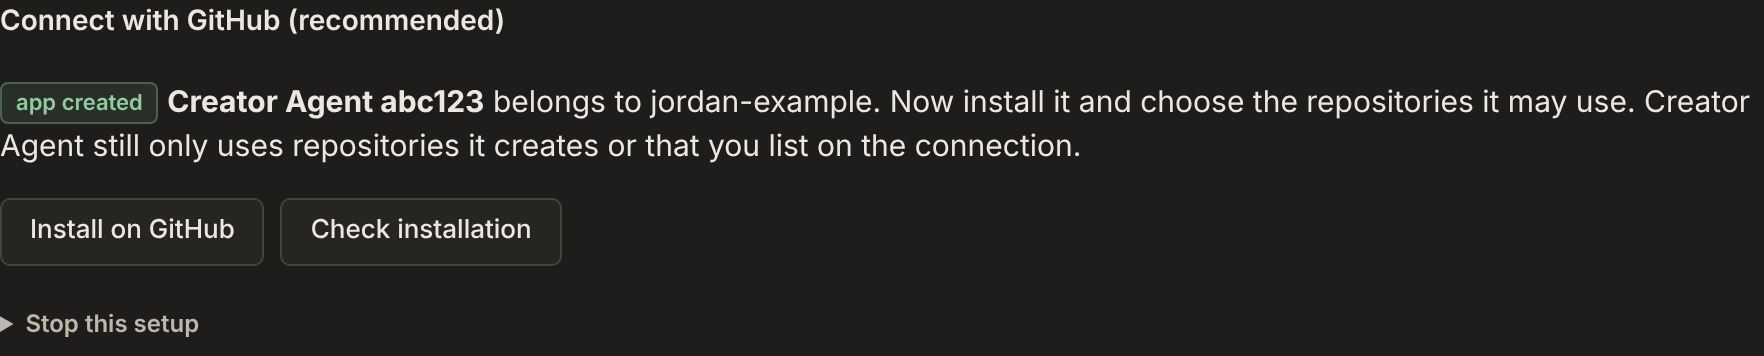 Connect with GitHub (recommended)
app created Creator Agent abc123 belongs to jordan-example. Now install it and choose the repositories it may use. Creator
Agent still only uses repositories it creates or that you list on the connection.
Install on GitHub Check installation
Stop this setup